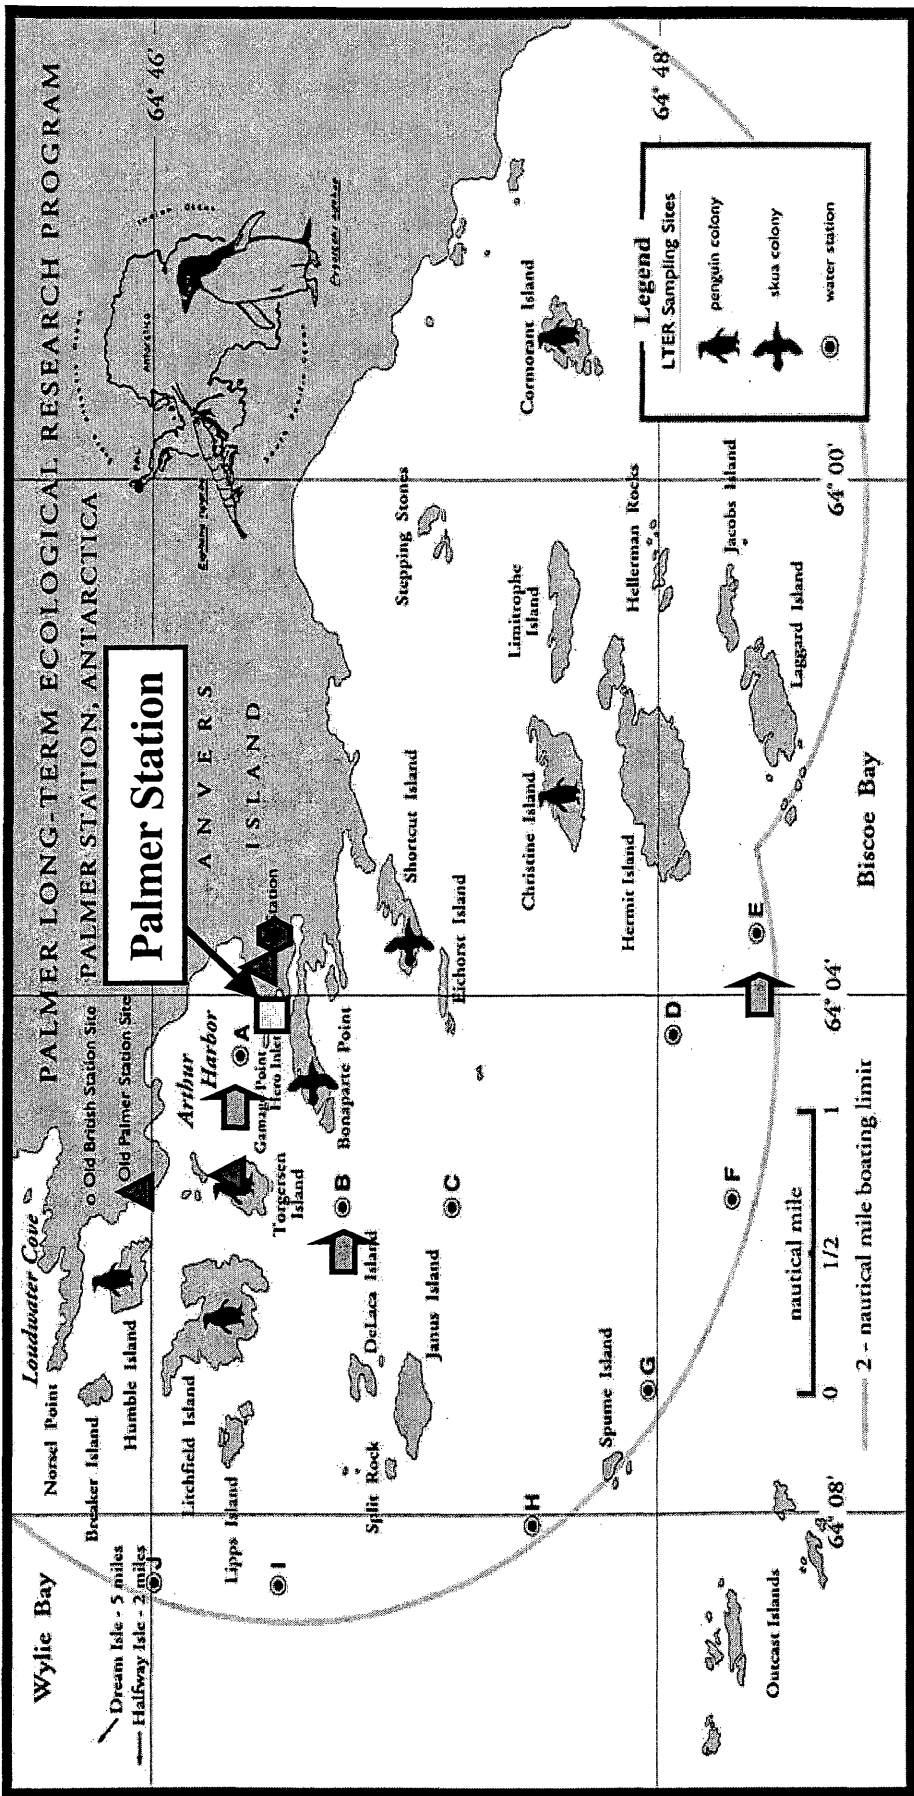 PALMER LONG-TERM ECOLOGICAL RESEARCH PROGRAM
PALMER STATION, ANTARCTICA
Palmer Station
64° 46'
64° 48'
Indian Ocean
Antarctica
PAL
South
ANVERS
ISLAND
Station
Loudwater Cove
Norsel Point
Old British Station Site
Old Palmer Station Site
Arthur
Harbor
Gamage Point
Hero Inlet
Bonaparte Point
Torgersen
Island
Humble Island
Breaker Island
Litchfield Island
Lipps Island
DeLaca Island
Janus Island
Split Rock
Spume Island
Wylie Bay
Dream Isle - 5 miles
Halfway Isle - 2 miles
Outcast Islands
Shortcut Island
Eichorst Island
Christine Island
Hermit Island
Limitrophe
Island
Stepping Stones
Hellerman Rocks
Jacobs Island
Laggard Island
Cormorant Island
Biscoe Bay
A
B
C
D
E
F
G
H
I
J
64° 00'
64° 04'
64° 08'
Legend
LTER Sampling Sites
penguin colony
skua colony
water station
nautical mile
0 1/2 1
2 – nautical mile boating limit